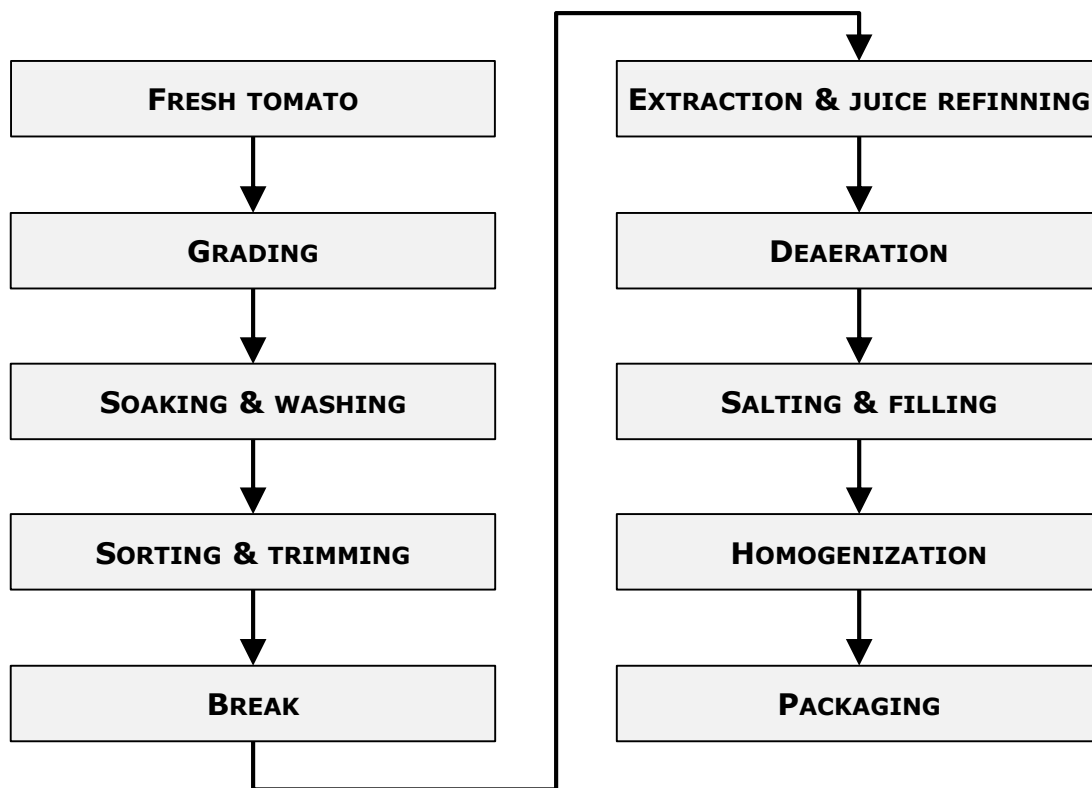 FRESH TOMATO
GRADING
SOAKING & WASHING
SORTING & TRIMMING
BREAK
EXTRACTION & JUICE REFINNING
DEAERATION
SALTING & FILLING
HOMOGENIZATION
PACKAGING